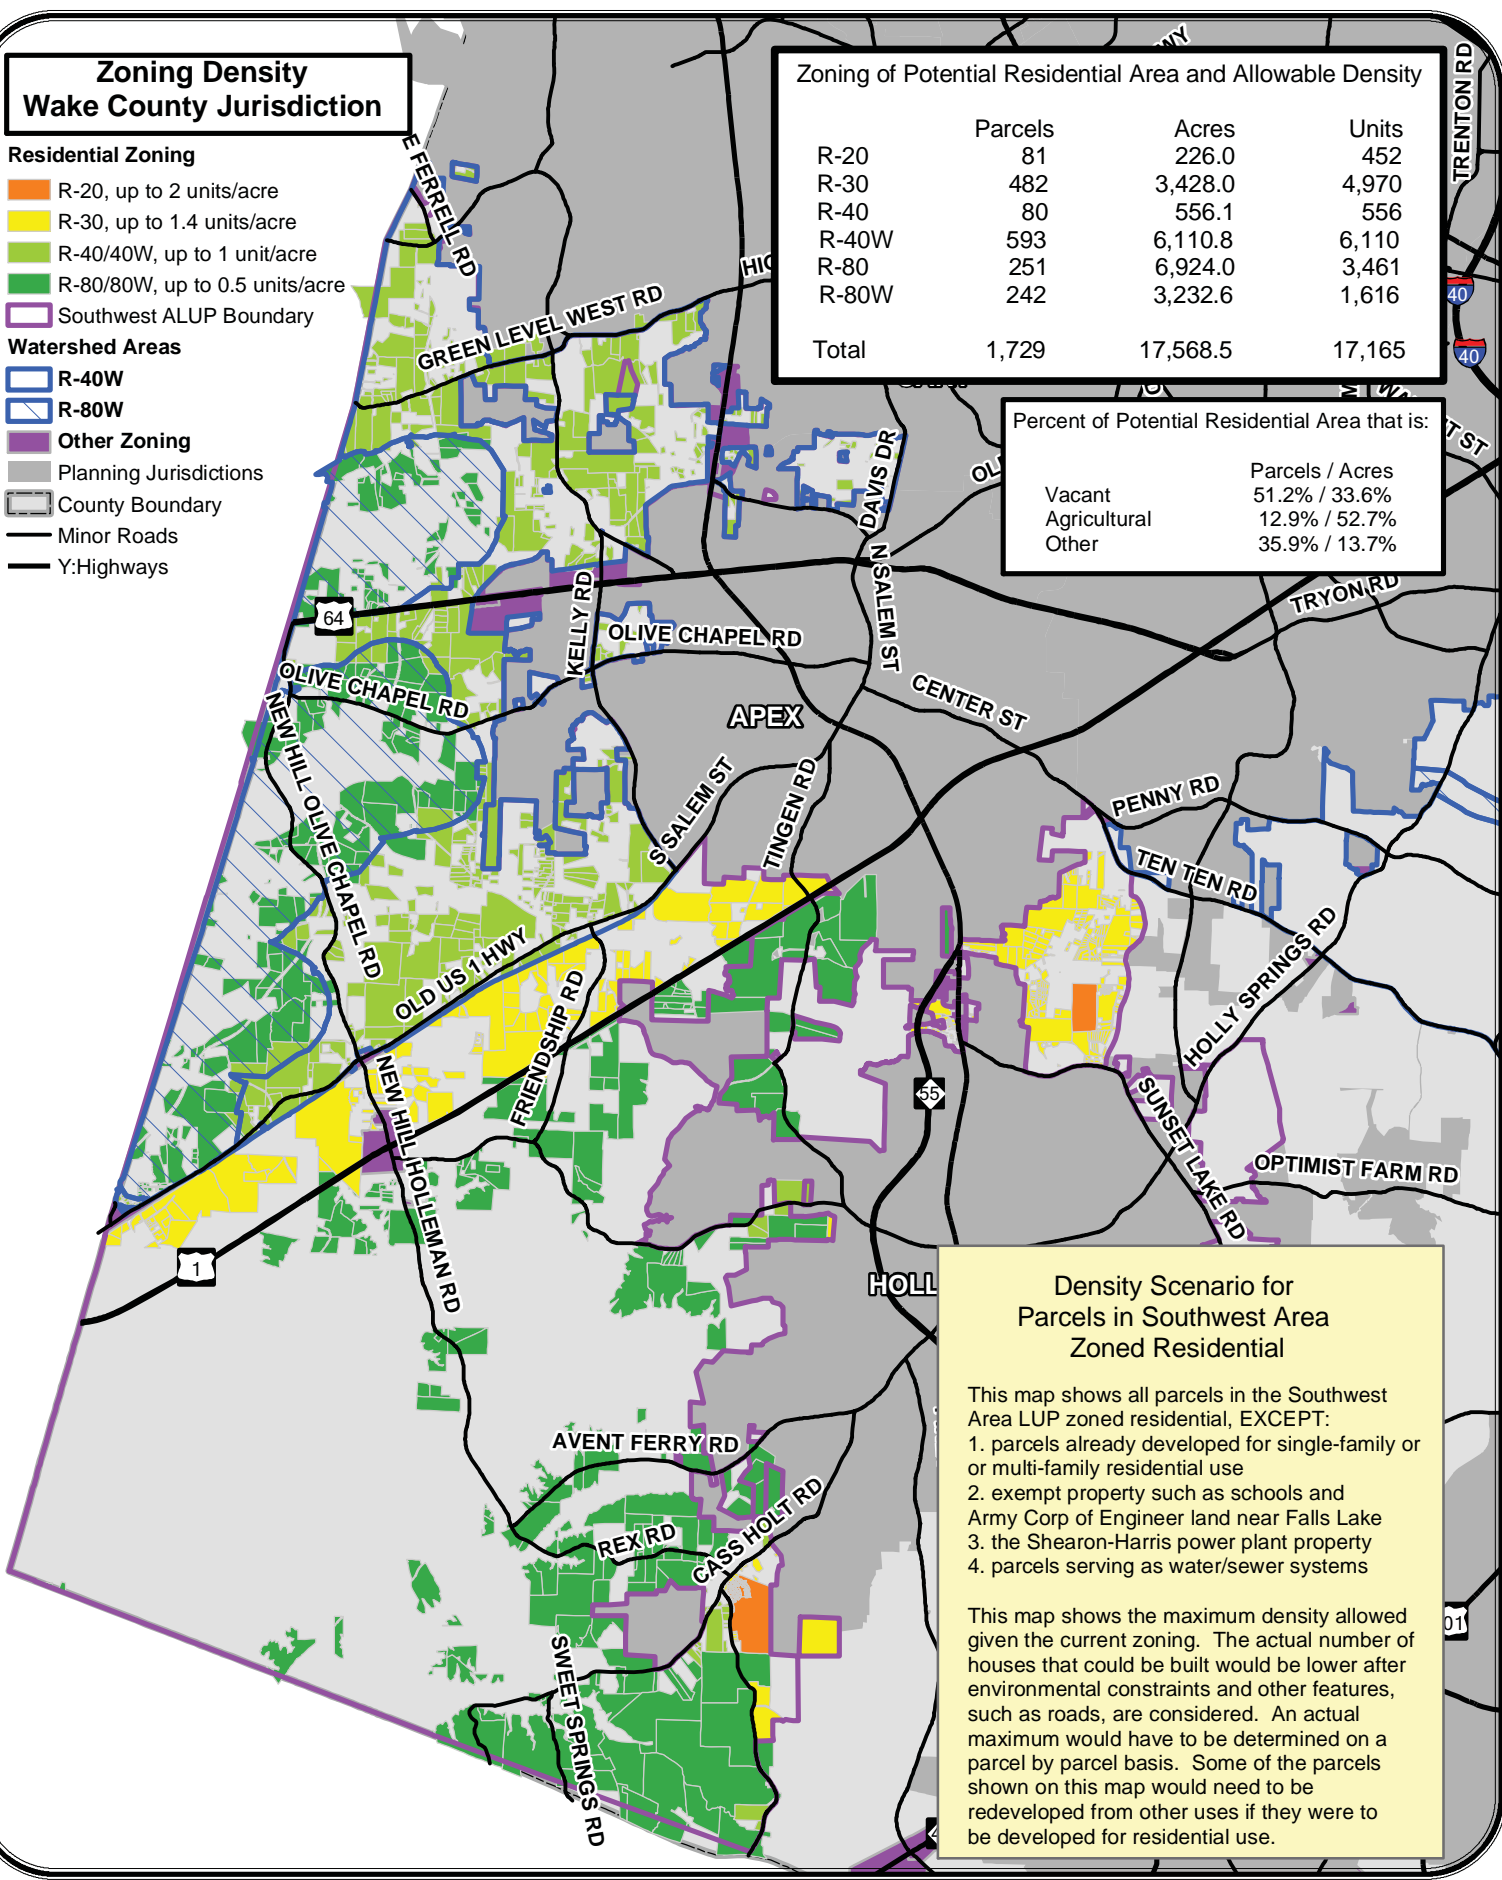 Zoning Density
Wake County Jurisdiction
Residential Zoning
R-20, up to 2 units/acre
R-30, up to 1.4 units/acre
R-40/40W, up to 1 unit/acre
R-80/80W, up to 0.5 units/acre
Southwest ALUP Boundary
Watershed Areas
R-40W
R-80W
Other Zoning
Planning Jurisdictions
County Boundary
Minor Roads
Y:Highways
Zoning of Potential Residential Area and Allowable Density
Parcels Acres Units
R-20 81 226.0 452
R-30 482 3,428.0 4,970
R-40 80 556.1 556
R-40W 593 6,110.8 6,110
R-80 251 6,924.0 3,461
R-80W 242 3,232.6 1,616
Total 1,729 17,568.5 17,165
Percent of Potential Residential Area that is:
Parcels / Acres
Vacant 51.2% / 33.6%
Agricultural 12.9% / 52.7%
Other 35.9% / 13.7%
TRENTON RD
40
40
E FERRELL RD
GREEN LEVEL WEST RD
DAVIS DR
N SALEM ST
TRYON RD
64
KELLY RD
OLIVE CHAPEL RD
OLIVE CHAPEL RD
CENTER ST
APEX
NEW HILL OLIVE CHAPEL RD
S SALEM ST
TINGEN RD
PENNY RD
TEN TEN RD
OLD US 1 HWY
FRIENDSHIP RD
HOLLY SPRINGS RD
55
NEW HILL HOLLEMAN RD
SUNSET LAKE RD
OPTIMIST FARM RD
1
HOLL
AVENT FERRY RD
CASS HOLT RD
REX RD
SWEET SPRINGS RD
01
Density Scenario for
Parcels in Southwest Area
Zoned Residential
This map shows all parcels in the Southwest
Area LUP zoned residential, EXCEPT:
1. parcels already developed for single-family or
or multi-family residential use
2. exempt property such as schools and
Army Corp of Engineer land near Falls Lake
3. the Shearon-Harris power plant property
4. parcels serving as water/sewer systems
This map shows the maximum density allowed
given the current zoning. The actual number of
houses that could be built would be lower after
environmental constraints and other features,
such as roads, are considered. An actual
maximum would have to be determined on a
parcel by parcel basis. Some of the parcels
shown on this map would need to be
redeveloped from other uses if they were to
be developed for residential use.